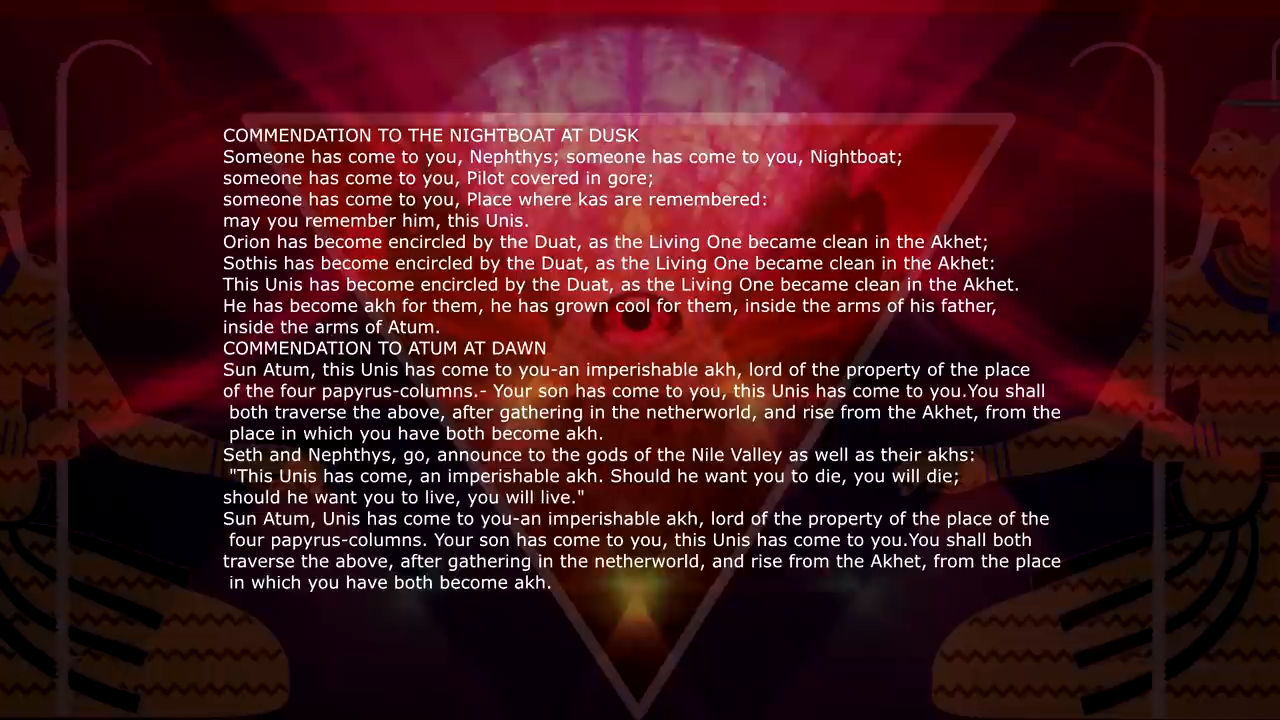 COMMENDATION TO THE NIGHTBOAT AT DUSK
Someone has come to you, Nephthys; someone has come to you, Nightboat;
someone has come to you, Pilot covered in gore;
someone has come to you, Place where kas are remembered:
may you remember him, this Unis.
Orion has become encircled by the Duat, as the Living One became clean in the Akhet;
Sothis has become encircled by the Duat, as the Living One became clean in the Akhet:
This Unis has become encircled by the Duat, as the Living One became clean in the Akhet.
He has become akh for them, he has grown cool for them, inside the arms of his father,
inside the arms of Atum.
COMMENDATION TO ATUM AT DAWN
Sun Atum, this Unis has come to you-an imperishable akh, lord of the property of the place
of the four papyrus-columns.- Your son has come to you, this Unis has come to you.You shall
both traverse the above, after gathering in the netherworld, and rise from the Akhet, from the
place in which you have both become akh.
Seth and Nephthys, go, announce to the gods of the Nile Valley as well as their akhs:
"This Unis has come, an imperishable akh. Should he want you to die, you will die;
should he want you to live, you will live."
Sun Atum, Unis has come to you-an imperishable akh, lord of the property of the place of the
four papyrus-columns. Your son has come to you, this Unis has come to you.You shall both
traverse the above, after gathering in the netherworld, and rise from the Akhet, from the place
in which you have both become akh.